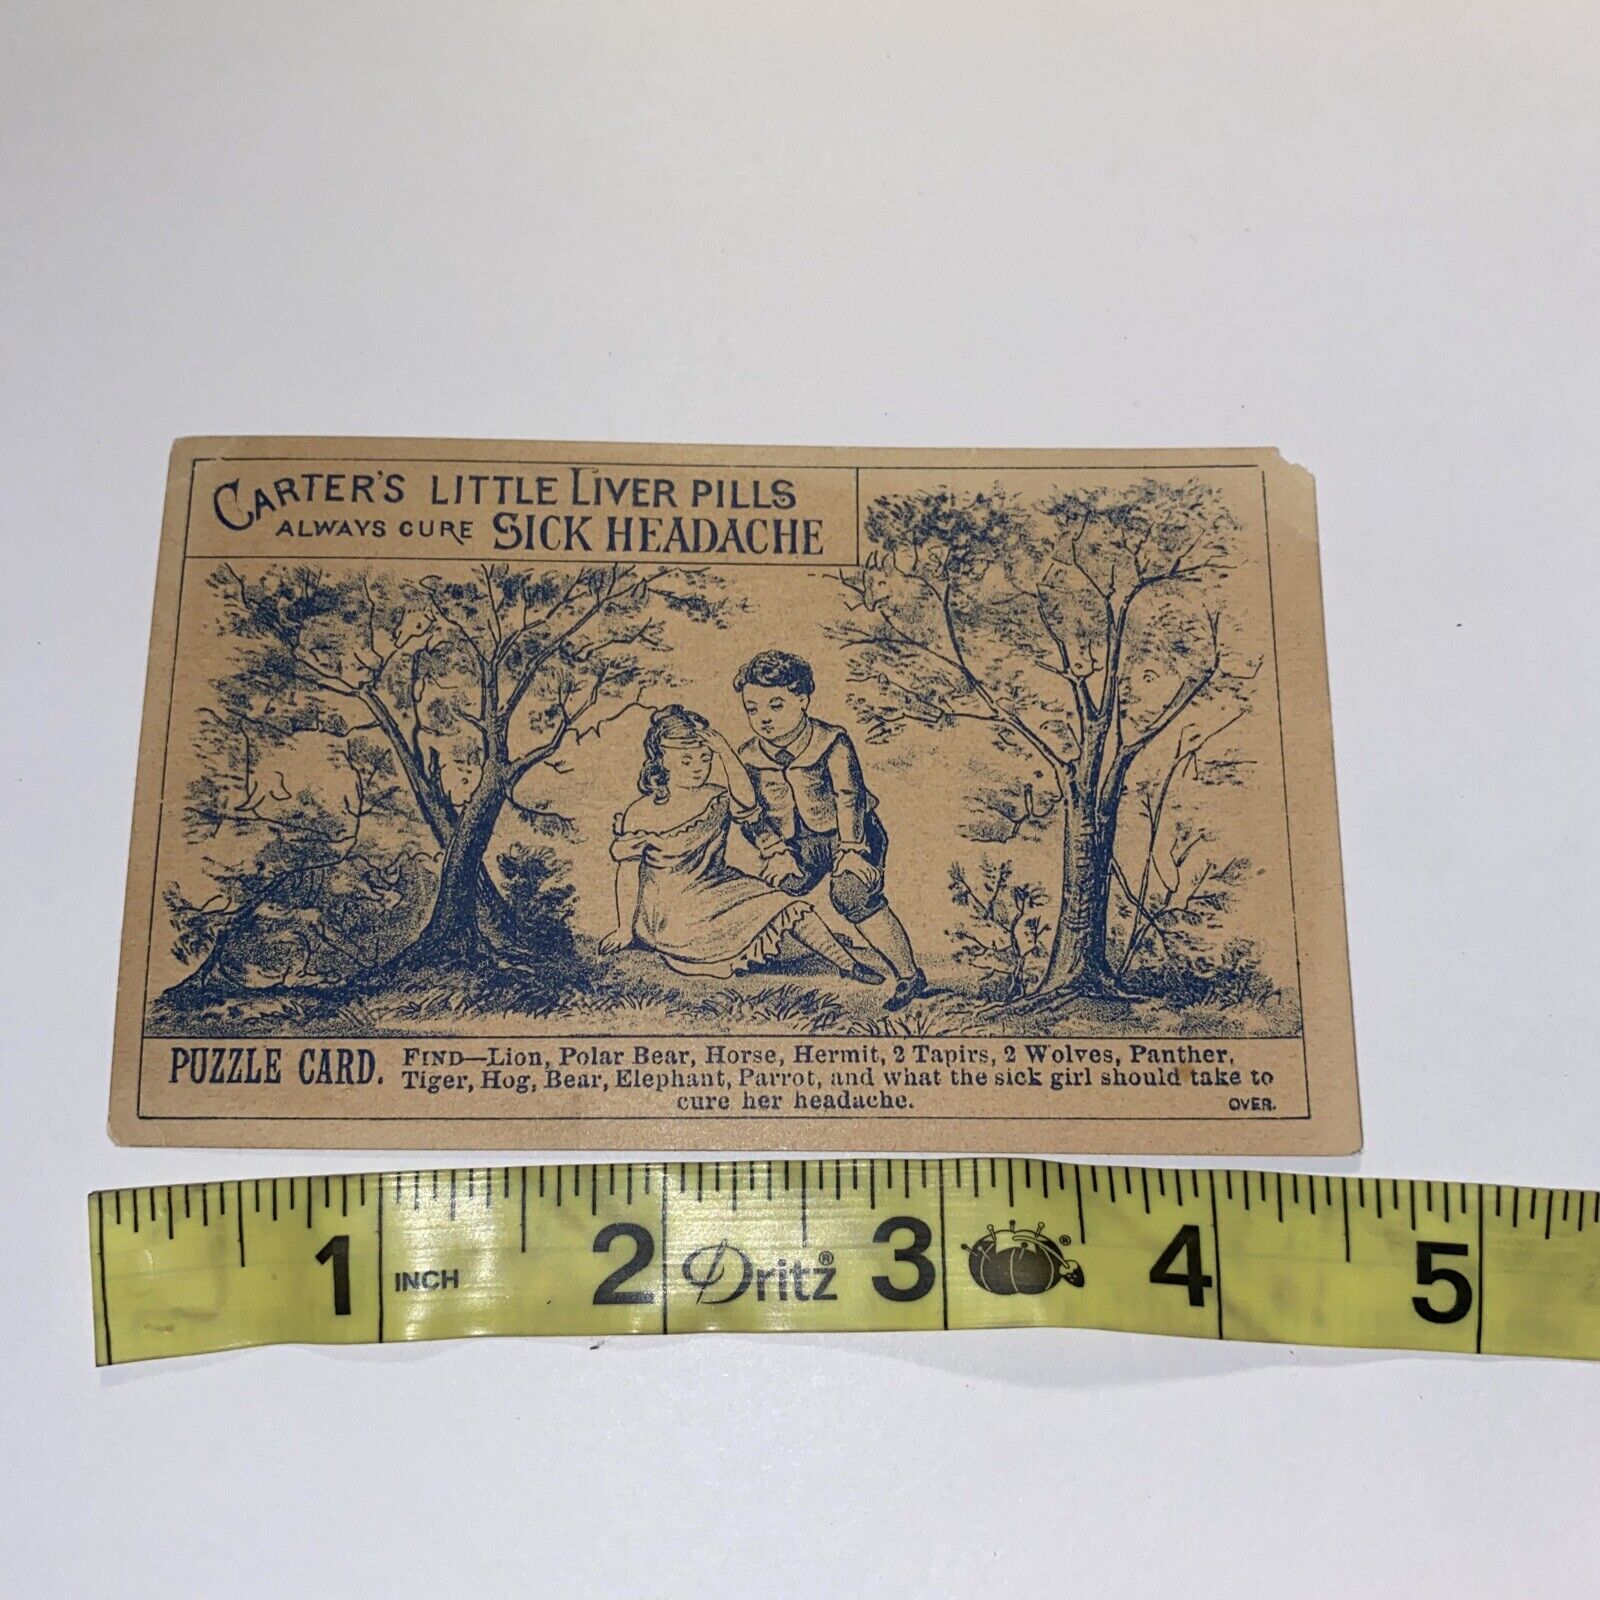 CARTER'S LITTLE LIVER PILLS
ALWAYS CURE SICK HEADACHE
PUZZLE CARD. FIND—Lion, Polar Bear, Horse, Hermit, 2 Tapirs, 2 Wolves, Panther,
Tiger, Hog, Bear, Elephant, Parrot, and what the sick girl should take to
cure her headache.
OVER.
1 INCH 2 Dritz® 3 ® 4 5